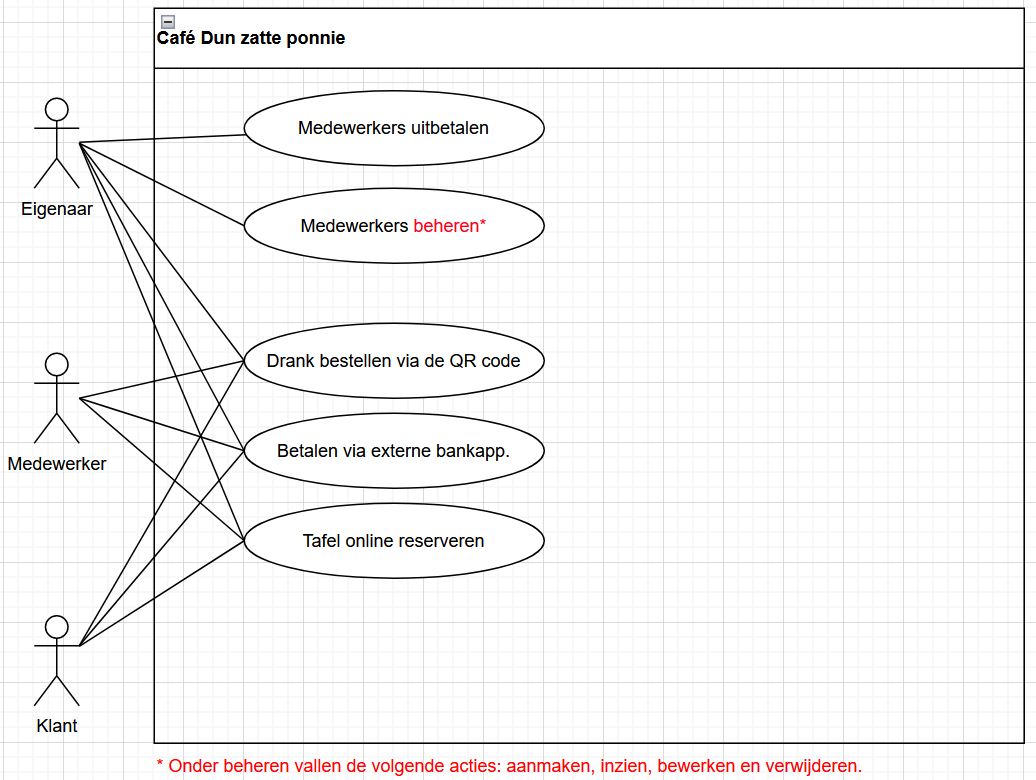 Café Dun zatte ponnie
Medewerkers uitbetalen
Eigenaar
Medewerkers beheren*
Drank bestellen via de QR code
Medewerker
Betalen via externe bankapp.
Tafel online reserveren
Klant
* Onder beheren vallen de volgende acties: aanmaken, inzien, bewerken en verwijderen.